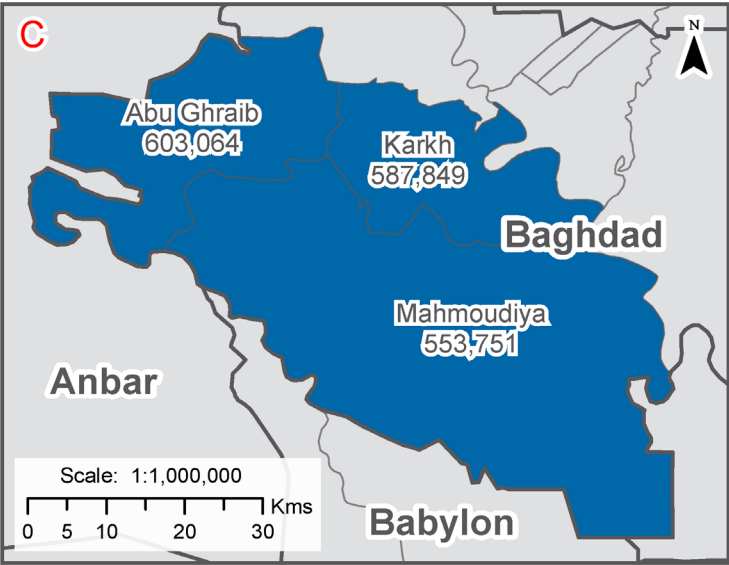 C
N
Abu Ghraib
603,064
Karkh
587,849
Baghdad
Mahmoudiya
553,751
Anbar
Scale: 1:1,000,000
Kms
0 5 10 20 30
Babylon